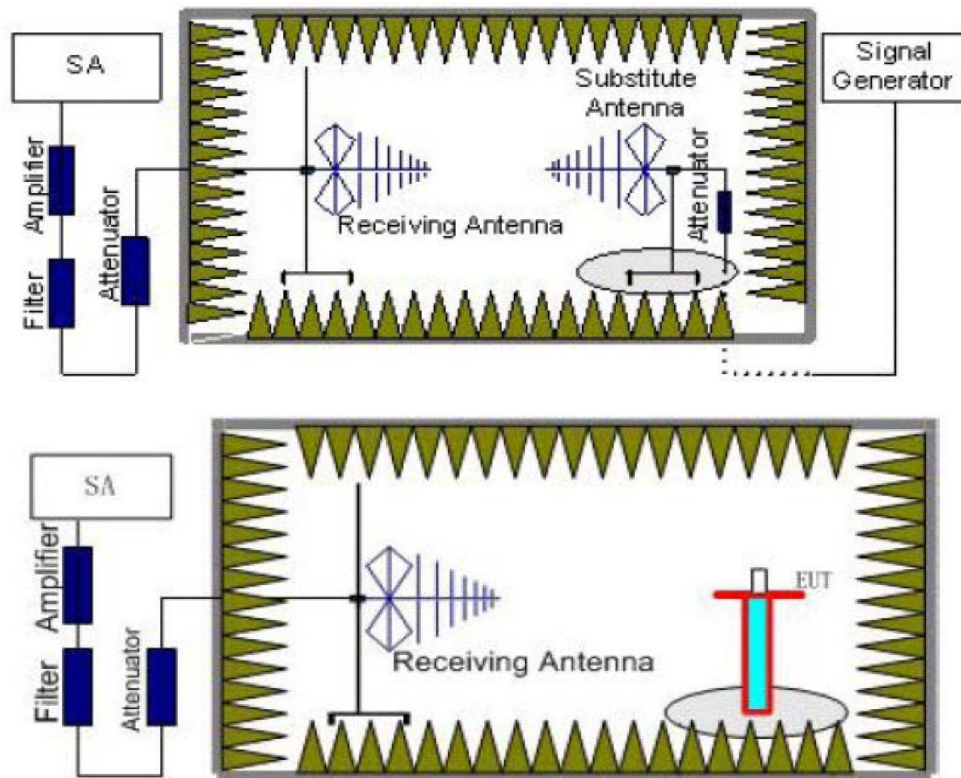 SA
Signal
Generator
Substitute
Antenna
Amplifier
Attenuator
Attenuator
Receiving Antenna
Filter
SA
Amplifier
EUT
Filter
Attenuator
Receiving Antenna